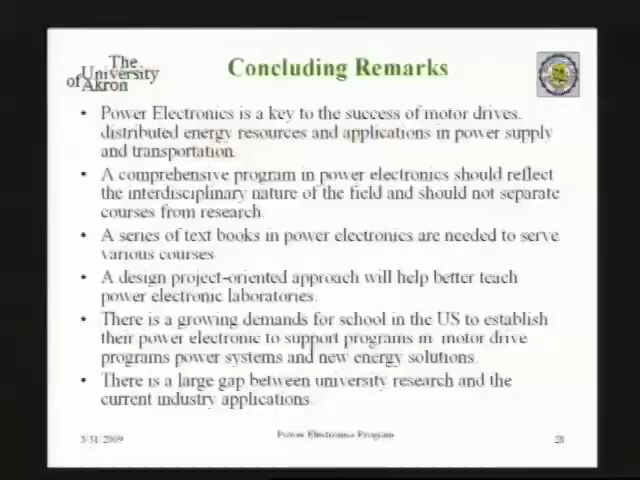 The
University
of Akron
Concluding Remarks
• Power Electronics is a key to the success of motor drives,
distributed energy resources and applications in power supply
and transportation.
• A comprehensive program in power electronics should reflect
the interdisciplinary nature of the field and should not separate
courses from research.
• A series of text books in power electronics are needed to serve
various courses
• A design project-oriented approach will help better teach
power electronic laboratories.
• There is a growing demands for school in the US to establish
their power electronic to support programs in motor drive
programs power systems and new energy solutions.
• There is a large gap between university research and the
current industry applications.
3/31/2009
Power Electronics Program
28